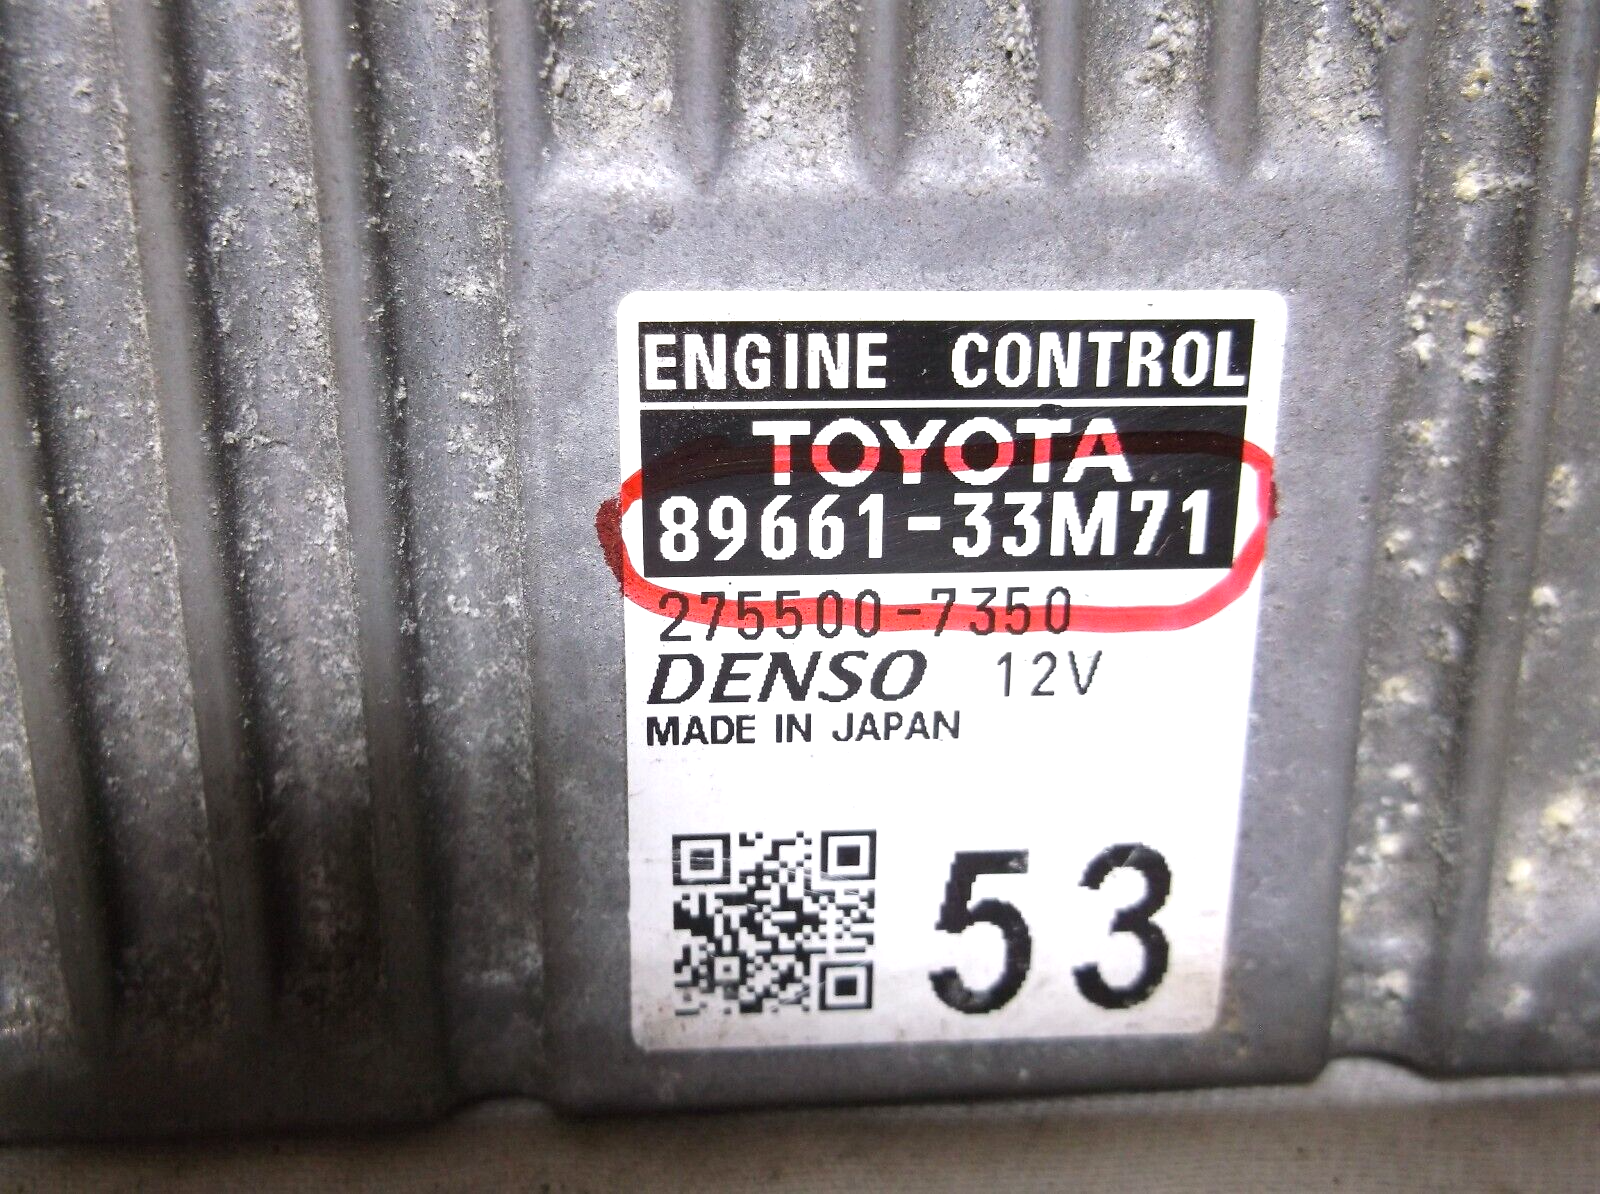 ENGINE CONTROL
TOYOTA
89661-33M71
275500-7350
DENSO 12V
MADE IN JAPAN
53